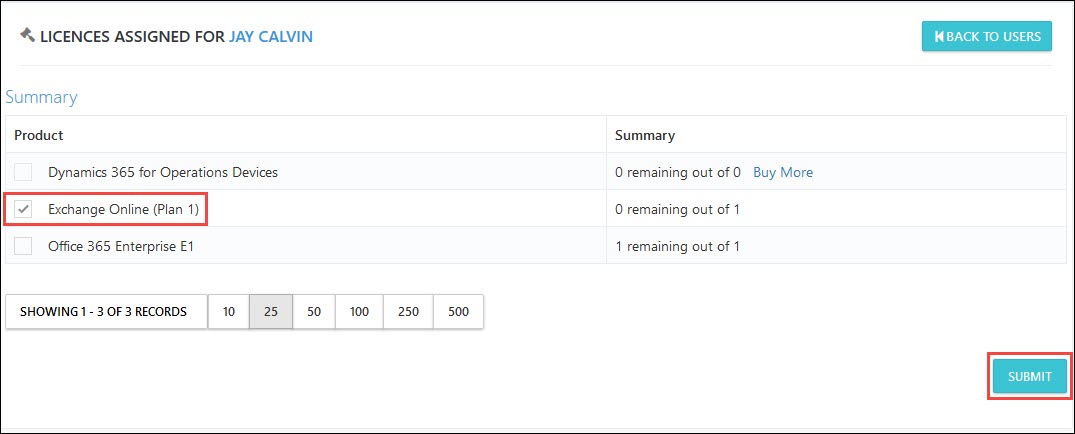 LICENCES ASSIGNED FOR JAY CALVIN
BACK TO USERS
Summary
Product Summary
Dynamics 365 for Operations Devices 0 remaining out of 0 Buy More
Exchange Online (Plan 1) 0 remaining out of 1
Office 365 Enterprise E1 1 remaining out of 1
SHOWING 1 - 3 OF 3 RECORDS 10 25 50 100 250 500
SUBMIT